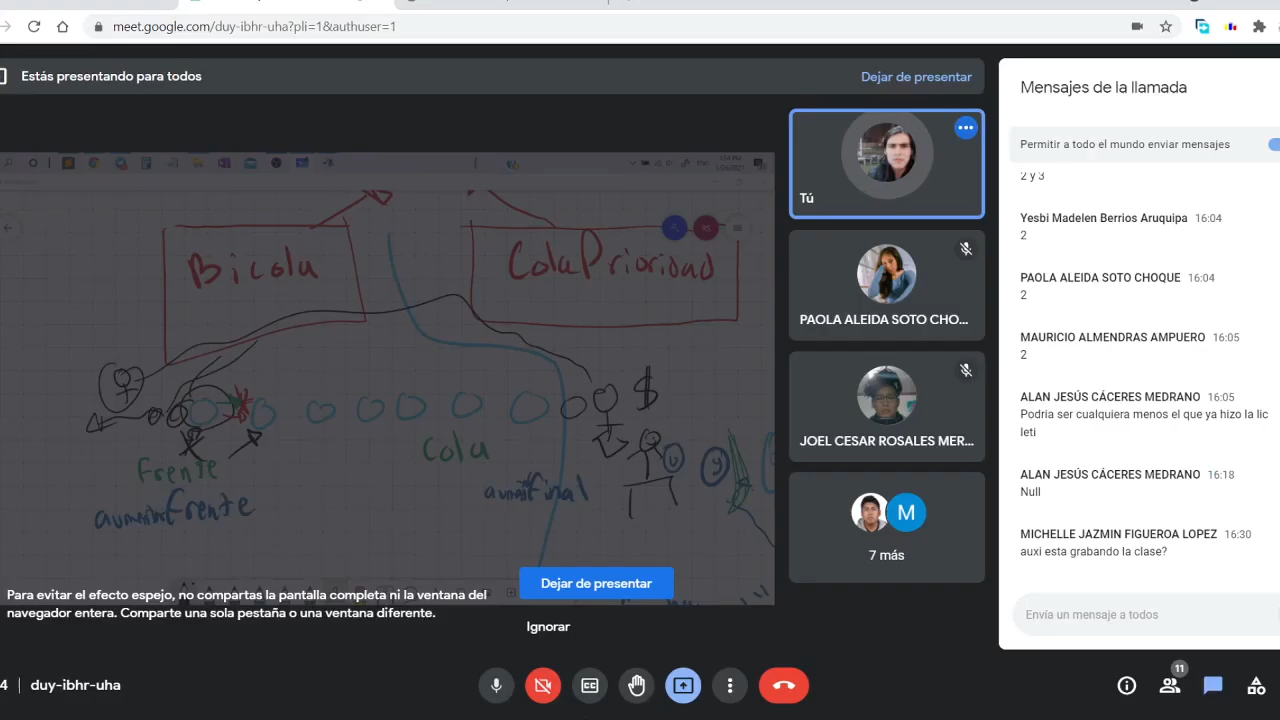 meet.google.com/duy-ibhr-uha?pli=1&authuser=1
Estás presentando para todos
Dejar de presentar
Mensajes de la llamada
Permitir a todo el mundo enviar mensajes
2 y 3
Yesbi Madelen Berrios Aruquipa 16:04
2
PAOLA ALEIDA SOTO CHOQUE 16:04
2
MAURICIO ALMENDRAS AMPUERO 16:05
2
ALAN JESÚS CÁCERES MEDRANO 16:05
Podria ser cualquiera menos el que ya hizo la lic
leti
ALAN JESÚS CÁCERES MEDRANO 16:18
Null
MICHELLE JAZMIN FIGUEROA LOPEZ 16:30
auxi esta grabando la clase?
Envía un mensaje a todos
Tú
PAOLA ALEIDA SOTO CHO...
JOEL CESAR ROSALES MER...
M
7 más
Bicola
ColaPrioridad
$
Cola
Frente
Frente
Final
Para evitar el efecto espejo, no compartas la pantalla completa ni la ventana del
navegador entera. Comparte una sola pestaña o una ventana diferente.
Dejar de presentar
Ignorar
4 | duy-ibhr-uha
11